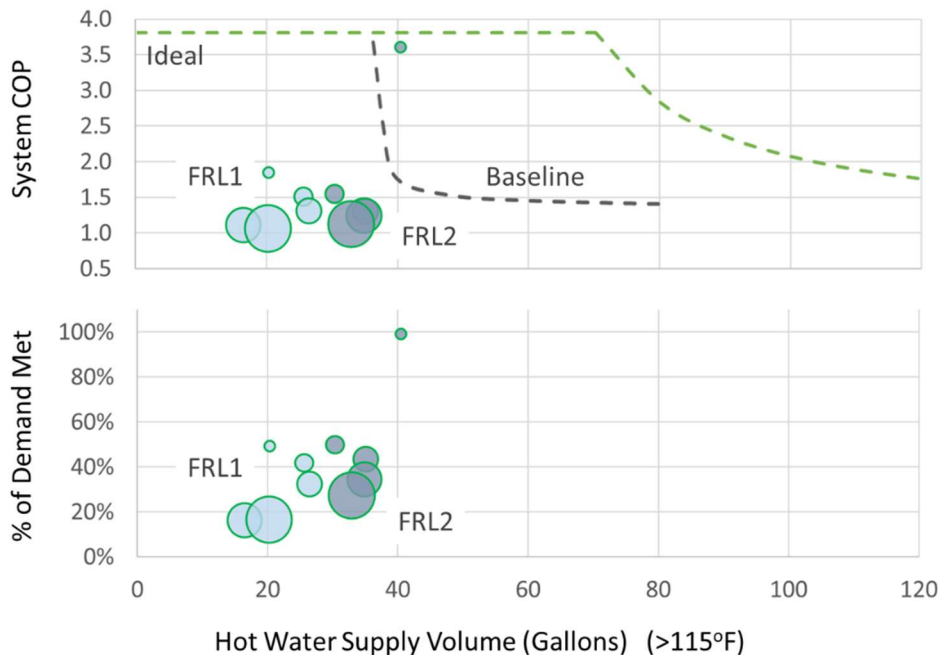 System COP
4.0
3.5
3.0
2.5
2.0
1.5
1.0
0.5
Ideal
FRL1
Baseline
FRL2
% of Demand Met
100%
80%
60%
40%
20%
0%
FRL1
FRL2
0 20 40 60 80 100 120
Hot Water Supply Volume (Gallons) (>115°F)